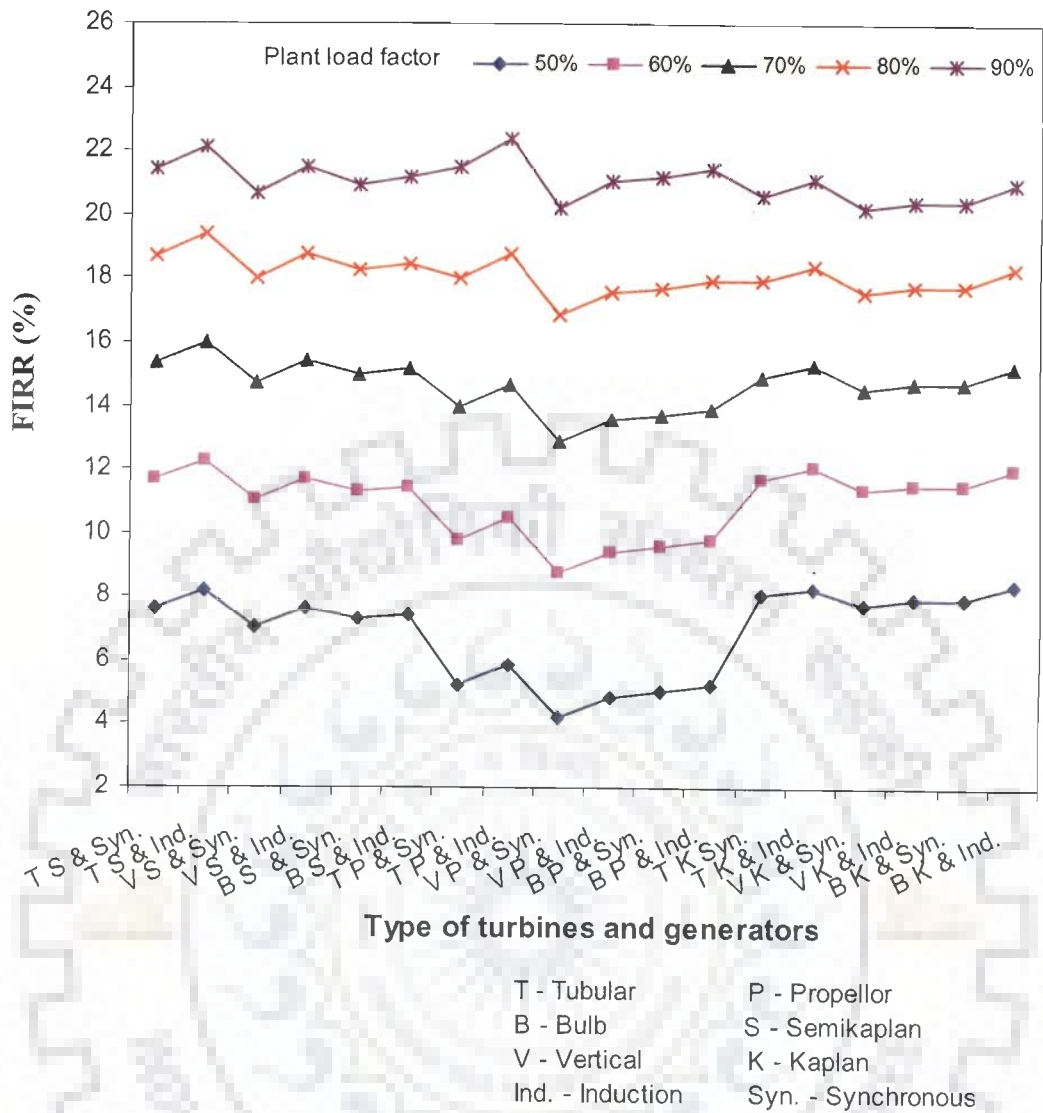 26
24
22
20
18
16
14
12
10
8
6
4
2
FIRR (%)
Plant load factor 50% 60% 70% 80% 90%
T S & Syn.
T S & Ind.
V S & Syn.
V S & Ind.
B S & Syn.
B S & Ind.
T P & Syn.
T P & Ind.
V P & Syn.
V P & Ind.
B P & Syn.
B P & Ind.
T K Syn.
T K & Ind.
V K & Syn.
V K & Ind.
B K & Syn.
B K & Ind.
Type of turbines and generators
T - Tubular P - Propellor
B - Bulb S - Semikaplan
V - Vertical K - Kaplan
Ind. - Induction Syn. - Synchronous